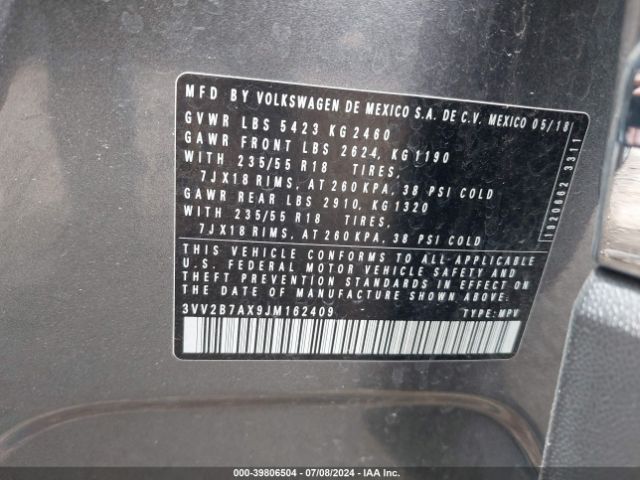 MFD BY VOLKSWAGEN DE MEXICO S.A. DE C.V. MEXICO 05/18
GVWR LBS 5423 KG 2460
GAWR FRONT LBS 2624, KG 1190
WITH 235/55 R18 TIRES,
7JX18 RIMS, AT 260 KPA, 38 PSI COLD
GAWR REAR LBS 2910, KG 1320
WITH 235/55 R18 TIRES,
7JX18 RIMS, AT 260 KPA, 38 PSI COLD
THIS VEHICLE CONFORMS TO ALL-APPLICABLE
U.S. FEDERAL MOTOR VEHICLE SAFETY AND
THEFT PREVENTION STANDARDS IN EFFECT ON THE
DATE OF MANUFACTURE SHOWN ABOVE.
3VV2B7AX9JM162409 TYPE: MPV
1820602 3311
000-39806504 - 07/08/2024 - IAA Inc.